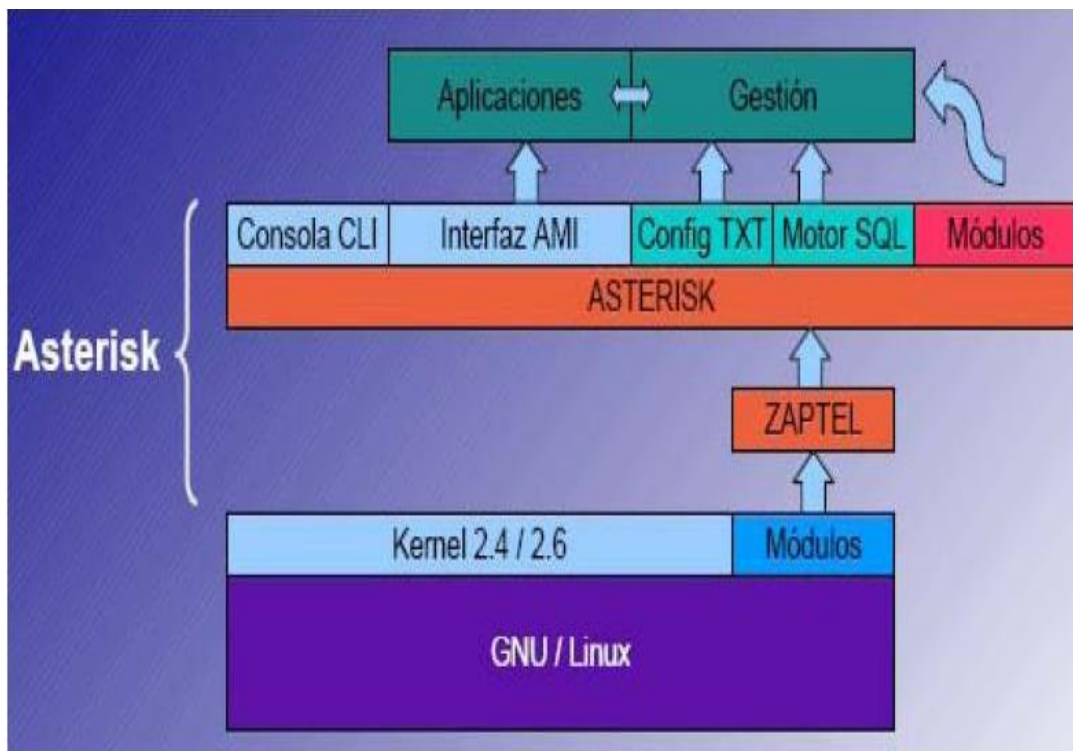 Aplicaciones
Gestión
Consola CLI
Interfaz AMI
Config TXT
Motor SQL
Módulos
ASTERISK
Asterisk
ZAPTEL
Kernel 2.4 / 2.6
Módulos
GNU / Linux